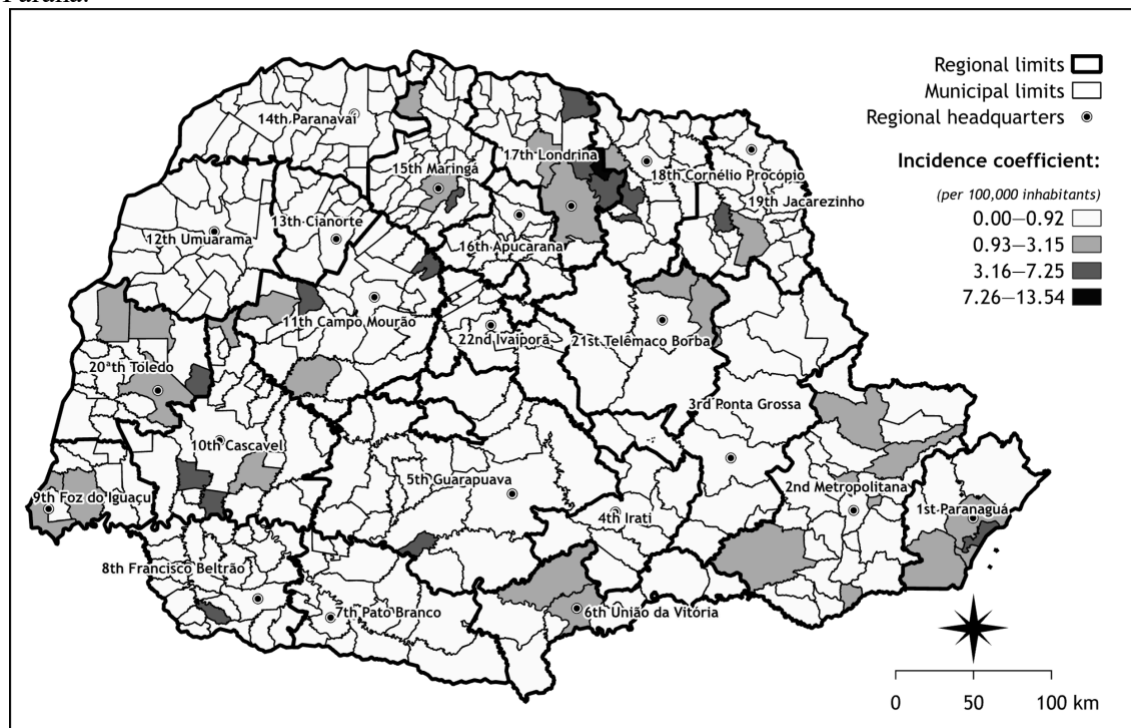 Paraná.
Regional limits
Municipal limits
Regional headquarters
Incidence coefficient:
(per 100,000 inhabitants)
0.00–0.92
0.93–3.15
3.16–7.25
7.26–13.54
14th Paranavaí
15th Maringá
17th Londrina
18th Cornélio Procópio
19th Jacarezinho
13th Cianorte
12th Umuarama
16th Apucarana
11th Campo Mourão
22nd Ivaiporã
21st Telêmaco Borba
20ªth Toledo
3rd Ponta Grossa
10th Cascavel
5th Guarapuava
2nd Metropolitana
9th Foz do Iguaçu
1st Paranaguá
4th Irati
8th Francisco Beltrão
7th Pato Branco
6th União da Vitória
0 50 100 km